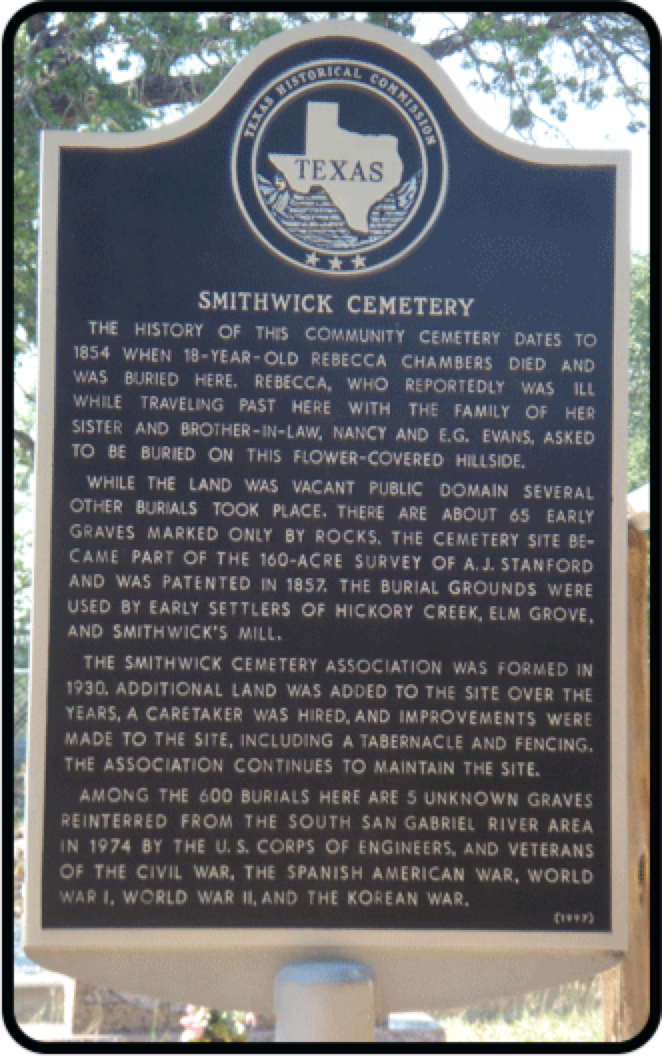 TEXAS HISTORICAL COMMISSION
TEXAS
SMITHWICK CEMETERY
THE HISTORY OF THIS COMMUNITY CEMETERY DATES TO
1854 WHEN 18-YEAR-OLD REBECCA CHAMBERS DIED AND
WAS BURIED HERE. REBECCA, WHO REPORTEDLY WAS ILL
WHILE TRAVELING PAST HERE WITH THE FAMILY OF HER
SISTER AND BROTHER-IN-LAW, NANCY AND E.G. EVANS, ASKED
TO BE BURIED ON THIS FLOWER-COVERED HILLSIDE.
WHILE THE LAND WAS VACANT PUBLIC DOMAIN SEVERAL
OTHER BURIALS TOOK PLACE. THERE ARE ABOUT 65 EARLY
GRAVES MARKED ONLY BY ROCKS. THE CEMETERY SITE BE-
CAME PART OF THE 160-ACRE SURVEY OF A.J. STANFORD
AND WAS PATENTED IN 1857. THE BURIAL GROUNDS WERE
USED BY EARLY SETTLERS OF HICKORY CREEK, ELM GROVE,
AND SMITHWICK'S MILL.
THE SMITHWICK CEMETERY ASSOCIATION WAS FORMED IN
1930. ADDITIONAL LAND WAS ADDED TO THE SITE OVER THE
YEARS, A CARETAKER WAS HIRED, AND IMPROVEMENTS WERE
MADE TO THE SITE, INCLUDING A TABERNACLE AND FENCING.
THE ASSOCIATION CONTINUES TO MAINTAIN THE SITE.
AMONG THE 600 BURIALS HERE ARE 5 UNKNOWN GRAVES
REINTERRED FROM THE SOUTH SAN GABRIEL RIVER AREA
IN 1974 BY THE U.S. CORPS OF ENGINEERS, AND VETERANS
OF THE CIVIL WAR, THE SPANISH AMERICAN WAR, WORLD
WAR I, WORLD WAR II, AND THE KOREAN WAR.
(1997)